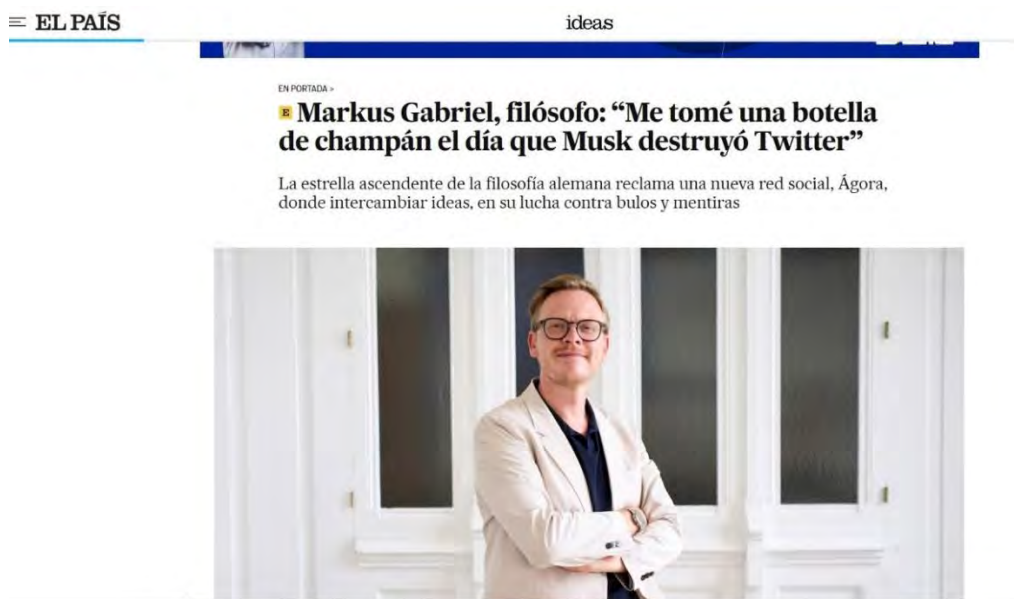 EL PAÍS
ideas
EN PORTADA >
E Markus Gabriel, filósofo: “Me tomé una botella
de champán el día que Musk destruyó Twitter”
La estrella ascendente de la filosofía alemana reclama una nueva red social, Ágora,
donde intercambiar ideas, en su lucha contra bulos y mentiras